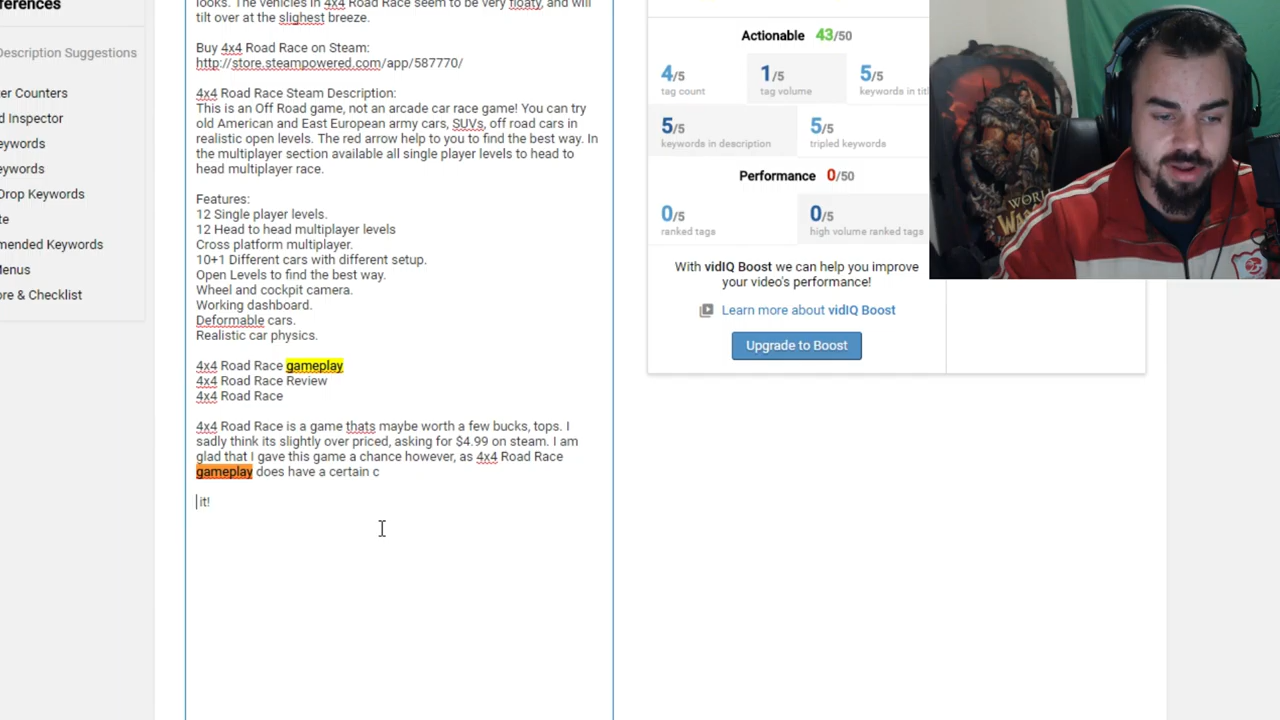 ferences
Description Suggestions
er Counters
d Inspector
eywords
eywords
Drop Keywords
te
mended Keywords
Menus
ore & Checklist
looks. The vehicles in 4x4 Road Race seem to be very floaty, and will
tilt over at the slighest breeze.
Buy 4x4 Road Race on Steam:
http://store.steampowered.com/app/587770/
4x4 Road Race Steam Description:
This is an Off Road game, not an arcade car race game! You can try
old American and East European army cars, SUVs, off road cars in
realistic open levels. The red arrow help to you to find the best way. In
the multiplayer section available all single player levels to head to
head multiplayer race.
Features:
12 Single player levels.
12 Head to head multiplayer levels
Cross platform multiplayer.
10+1 Different cars with different setup.
Open Levels to find the best way.
Wheel and cockpit camera.
Working dashboard.
Deformable cars.
Realistic car physics.
4x4 Road Race gameplay
4x4 Road Race Review
4x4 Road Race
4x4 Road Race is a game thats maybe worth a few bucks, tops. I
sadly think its slightly over priced, asking for $4.99 on steam. I am
glad that I gave this game a chance however, as 4x4 Road Race
gameplay does have a certain c
it!
Actionable 43/50
4/5 1/5 5/5
tag count tag volume keywords in titl
5/5 5/5
keywords in description tripled keywords
Performance 0/50
0/5 0/5
ranked tags high volume ranked tags
With vidIQ Boost we can help you improve
your video's performance!
Learn more about vidIQ Boost
Upgrade to Boost
WORL